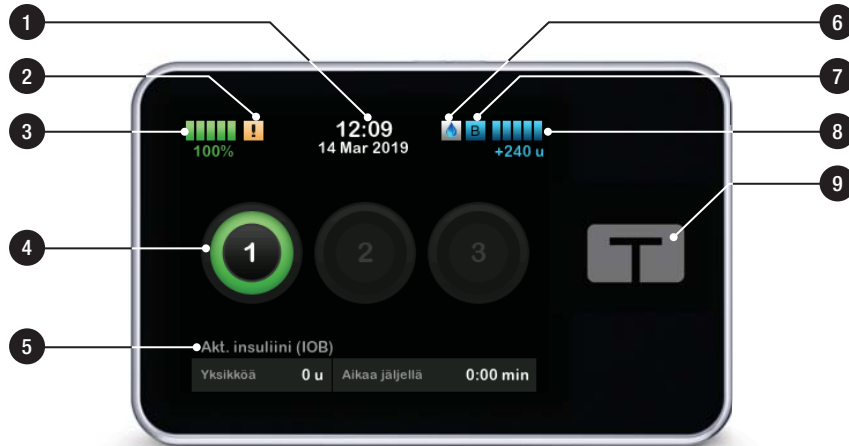 1
6
2
7
3
8
! 12:09 B
100% 14 Mar 2019 +240 u
9
4
1 2 3
T
5
Akt. insuliini (IOB)
Yksikköä 0 u Aikaa jäljellä 0:00 min